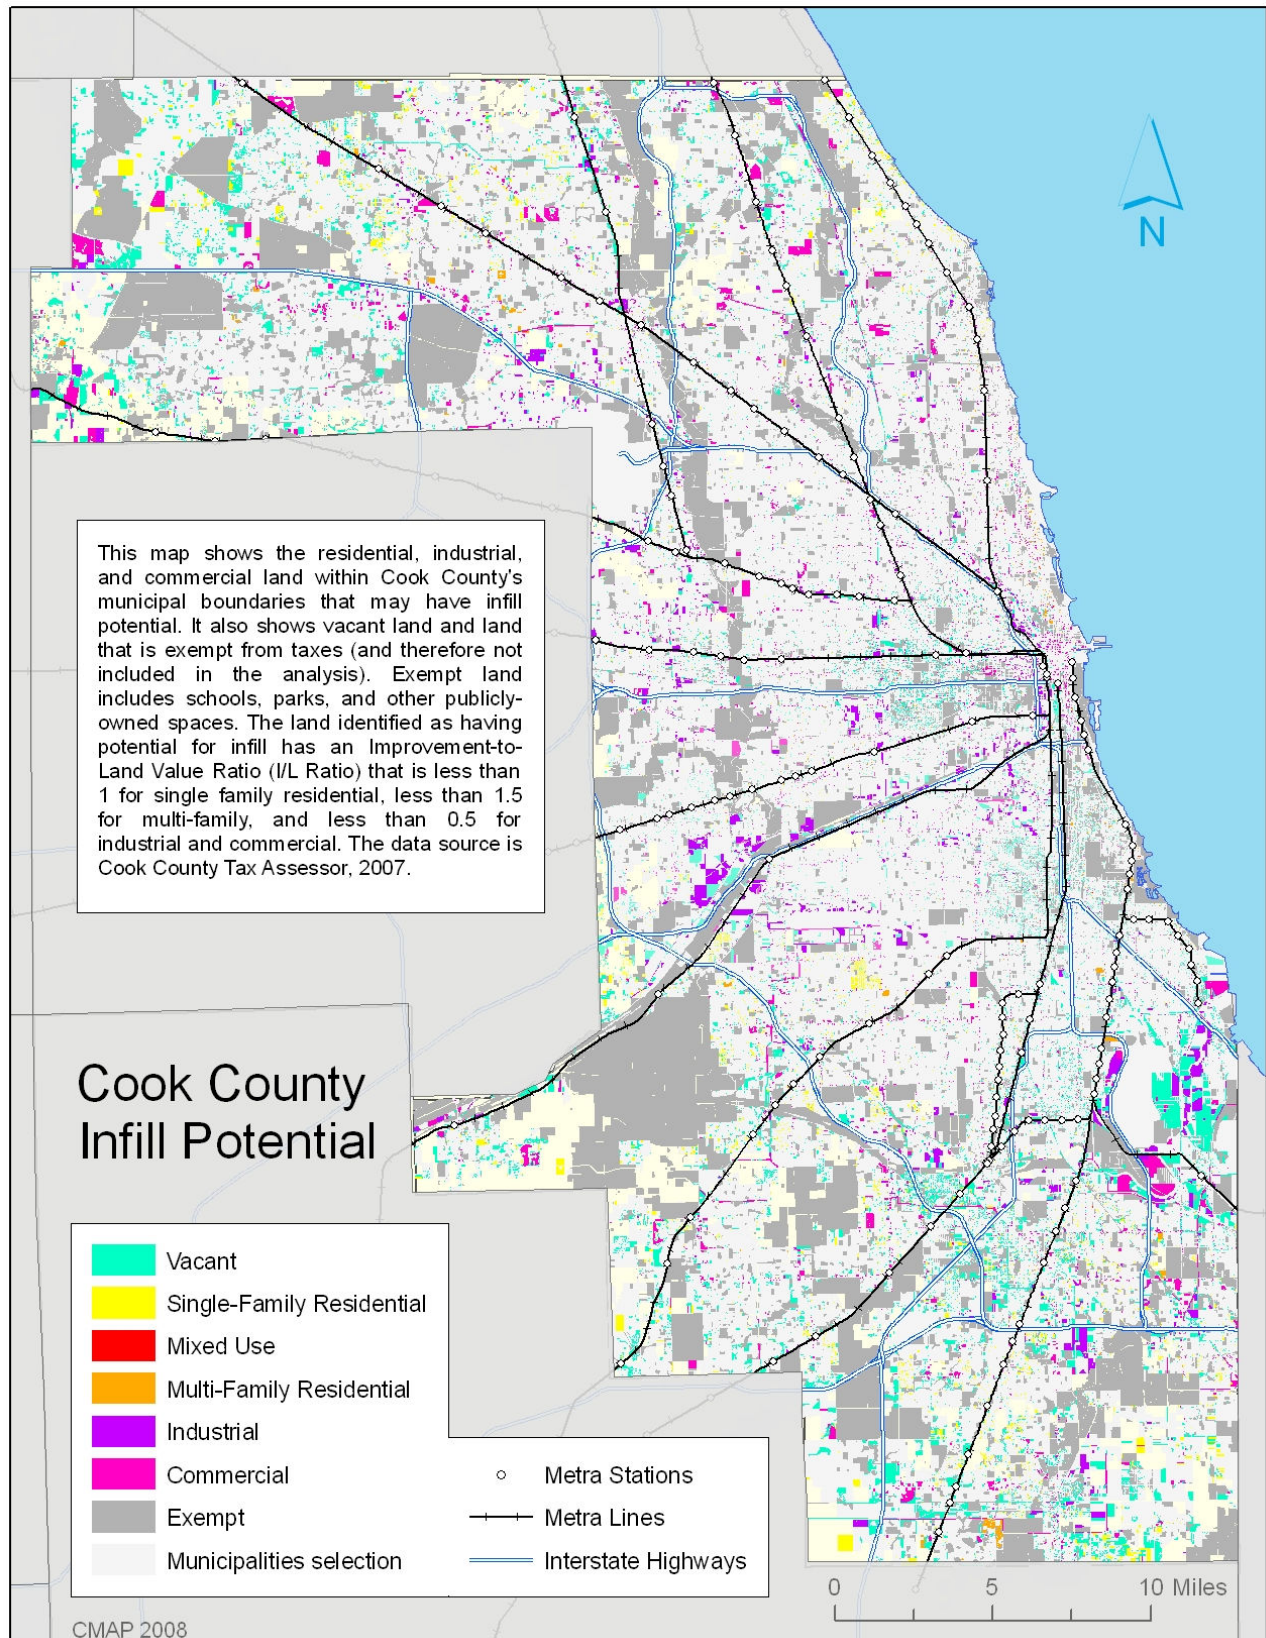 N
This map shows the residential, industrial,
and commercial land within Cook County's
municipal boundaries that may have infill
potential. It also shows vacant land and land
that is exempt from taxes (and therefore not
included in the analysis). Exempt land
includes schools, parks, and other publicly-
owned spaces. The land identified as having
potential for infill has an Improvement-to-
Land Value Ratio (I/L Ratio) that is less than
1 for single family residential, less than 1.5
for multi-family, and less than 0.5 for
industrial and commercial. The data source is
Cook County Tax Assessor, 2007.
Cook County
Infill Potential
Vacant
Single-Family Residential
Mixed Use
Multi-Family Residential
Industrial
Commercial
Exempt
Municipalities selection
Metra Stations
Metra Lines
Interstate Highways
0 5 10 Miles
CMAP 2008